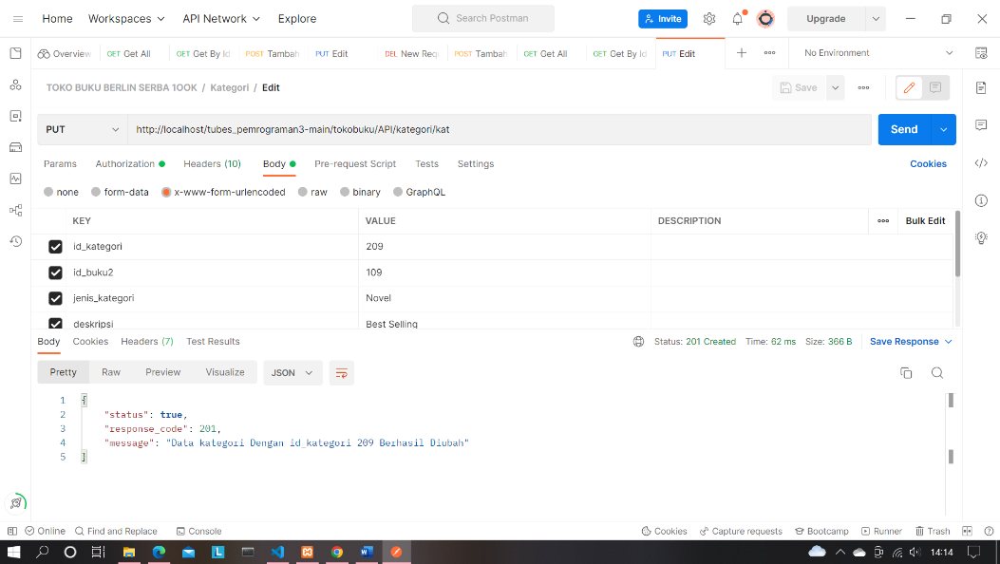 Home Workspaces API Network Explore Search Postman Invite Upgrade
Overview GET Get All GET Get By Id POST Tambah PUT Edit DEL New Req POST Tambah GET Get All GET Get By Id PUT Edit No Environment
TOKO BUKU BERLIN SERBA 1OOK / Kategori / Edit Save
PUT http://localhost/tubes_pemrograman3-main/tokobuku/API/kategori/kat Send
Params Authorization Headers (10) Body Pre-request Script Tests Settings Cookies
none form-data x-www-form-urlencoded raw binary GraphQL
KEY VALUE DESCRIPTION Bulk Edit
id_kategori 209
id_buku2 109
jenis_kategori Novel
deskripsi Best Selling
Body Cookies Headers (7) Test Results Status: 201 Created Time: 62 ms Size: 366 B Save Response
Pretty Raw Preview Visualize JSON
1 {
2 "status": true,
3 "response_code": 201,
4 "message": "Data kategori Dengan id_kategori 209 Berhasil Diubah"
5 }
Online Find and Replace Console Cookies Capture requests Bootcamp Runner Trash
14:14